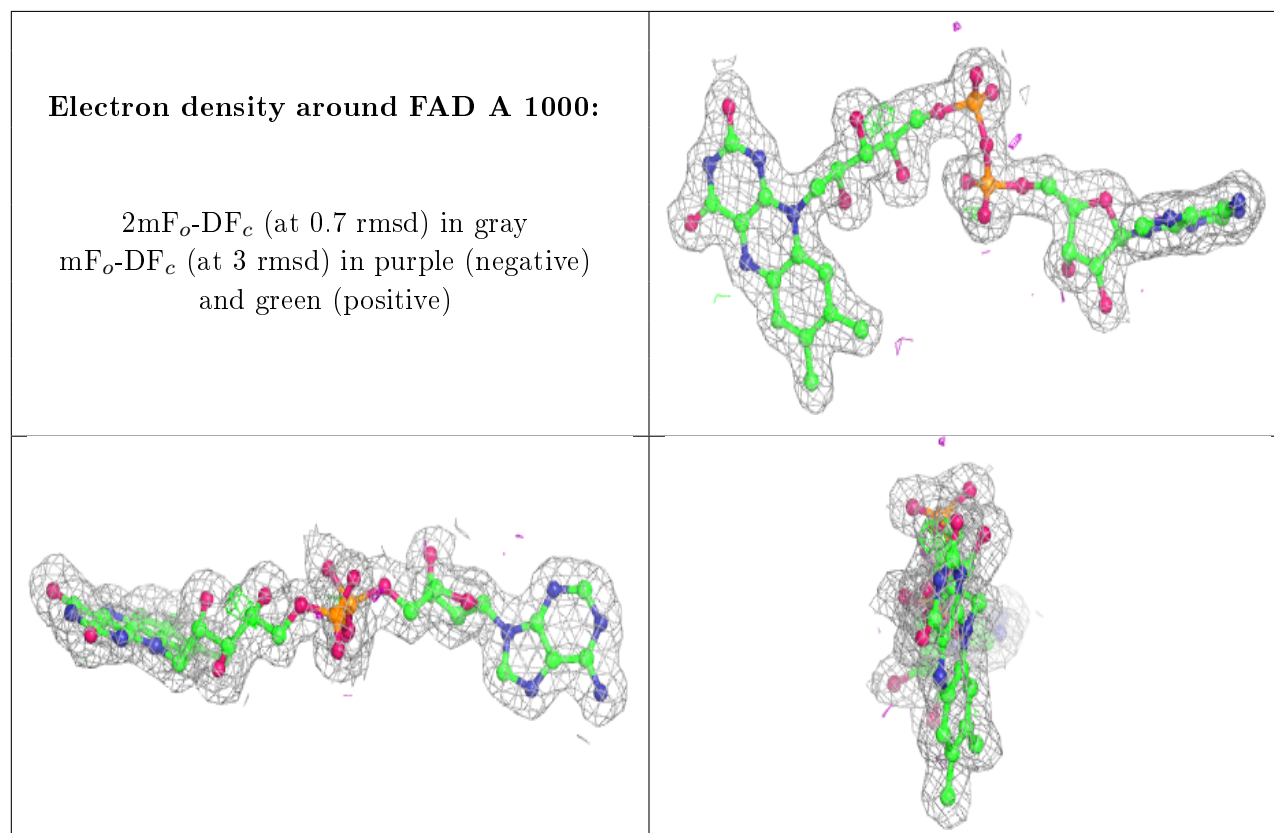 Electron density around FAD A 1000:
2mFo-DFc (at 0.7 rmsd) in gray
mFo-DFc (at 3 rmsd) in purple (negative)
and green (positive)